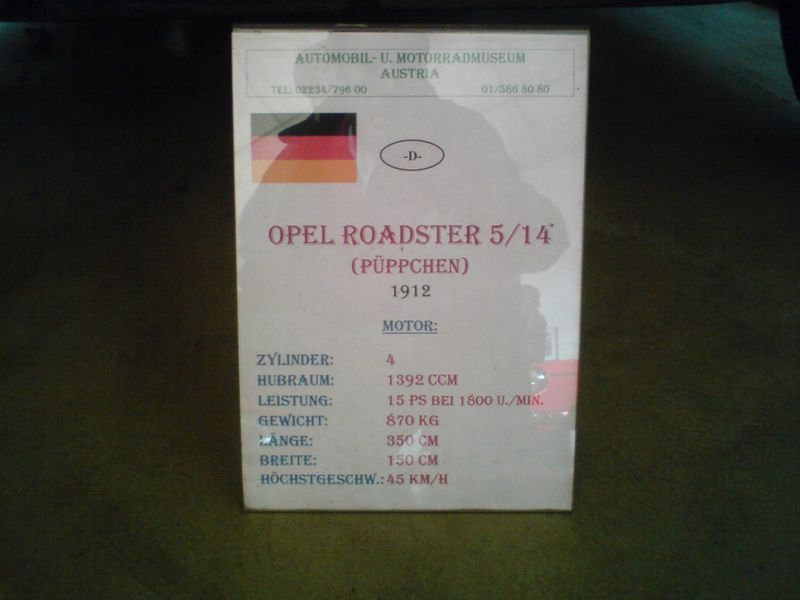 AUTOMOBIL- U. MOTORRADMUSEUM
AUSTRIA
TEL: 02234/796 00 01/586 80 80
-D-
OPEL ROADSTER 5/14
(PÜPPCHEN)
1912
MOTOR:
ZYLINDER: 4
HUBRAUM: 1392 CCM
LEISTUNG: 15 PS BEI 1800 U./MIN.
GEWICHT: 870 KG
LÄNGE: 350 CM
BREITE: 150 CM
HÖCHSTGESCHW.: 45 KM/H